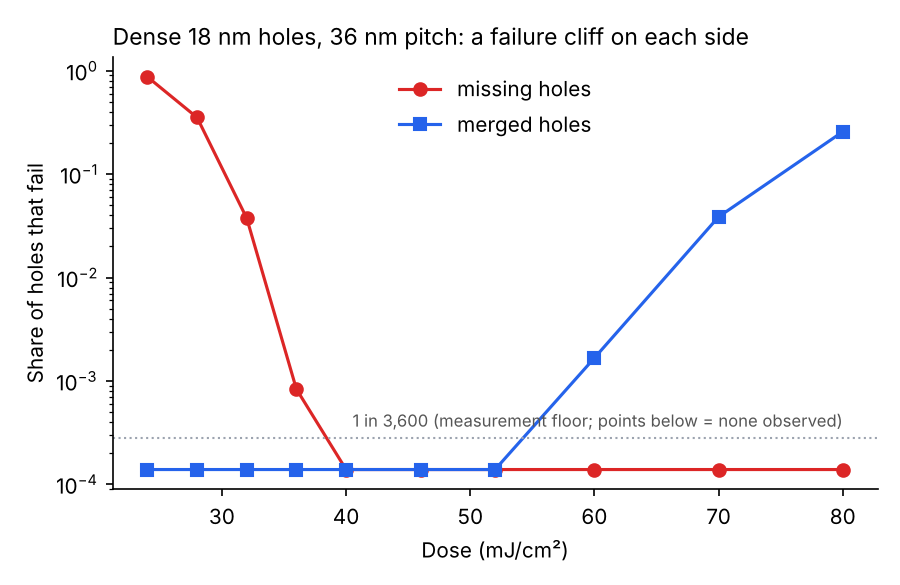 Dense 18 nm holes, 36 nm pitch: a failure cliff on each side
missing holes
merged holes
Share of holes that fail
10⁰
10⁻¹
10⁻²
10⁻³
10⁻⁴
1 in 3,600 (measurement floor; points below = none observed)
30 40 50 60 70 80
Dose (mJ/cm²)